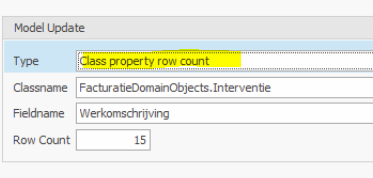 Model Update
Type Class property row count
Classname FacturatieDomainObjects.Interventie
Fieldname Werkomschrijving
Row Count 15